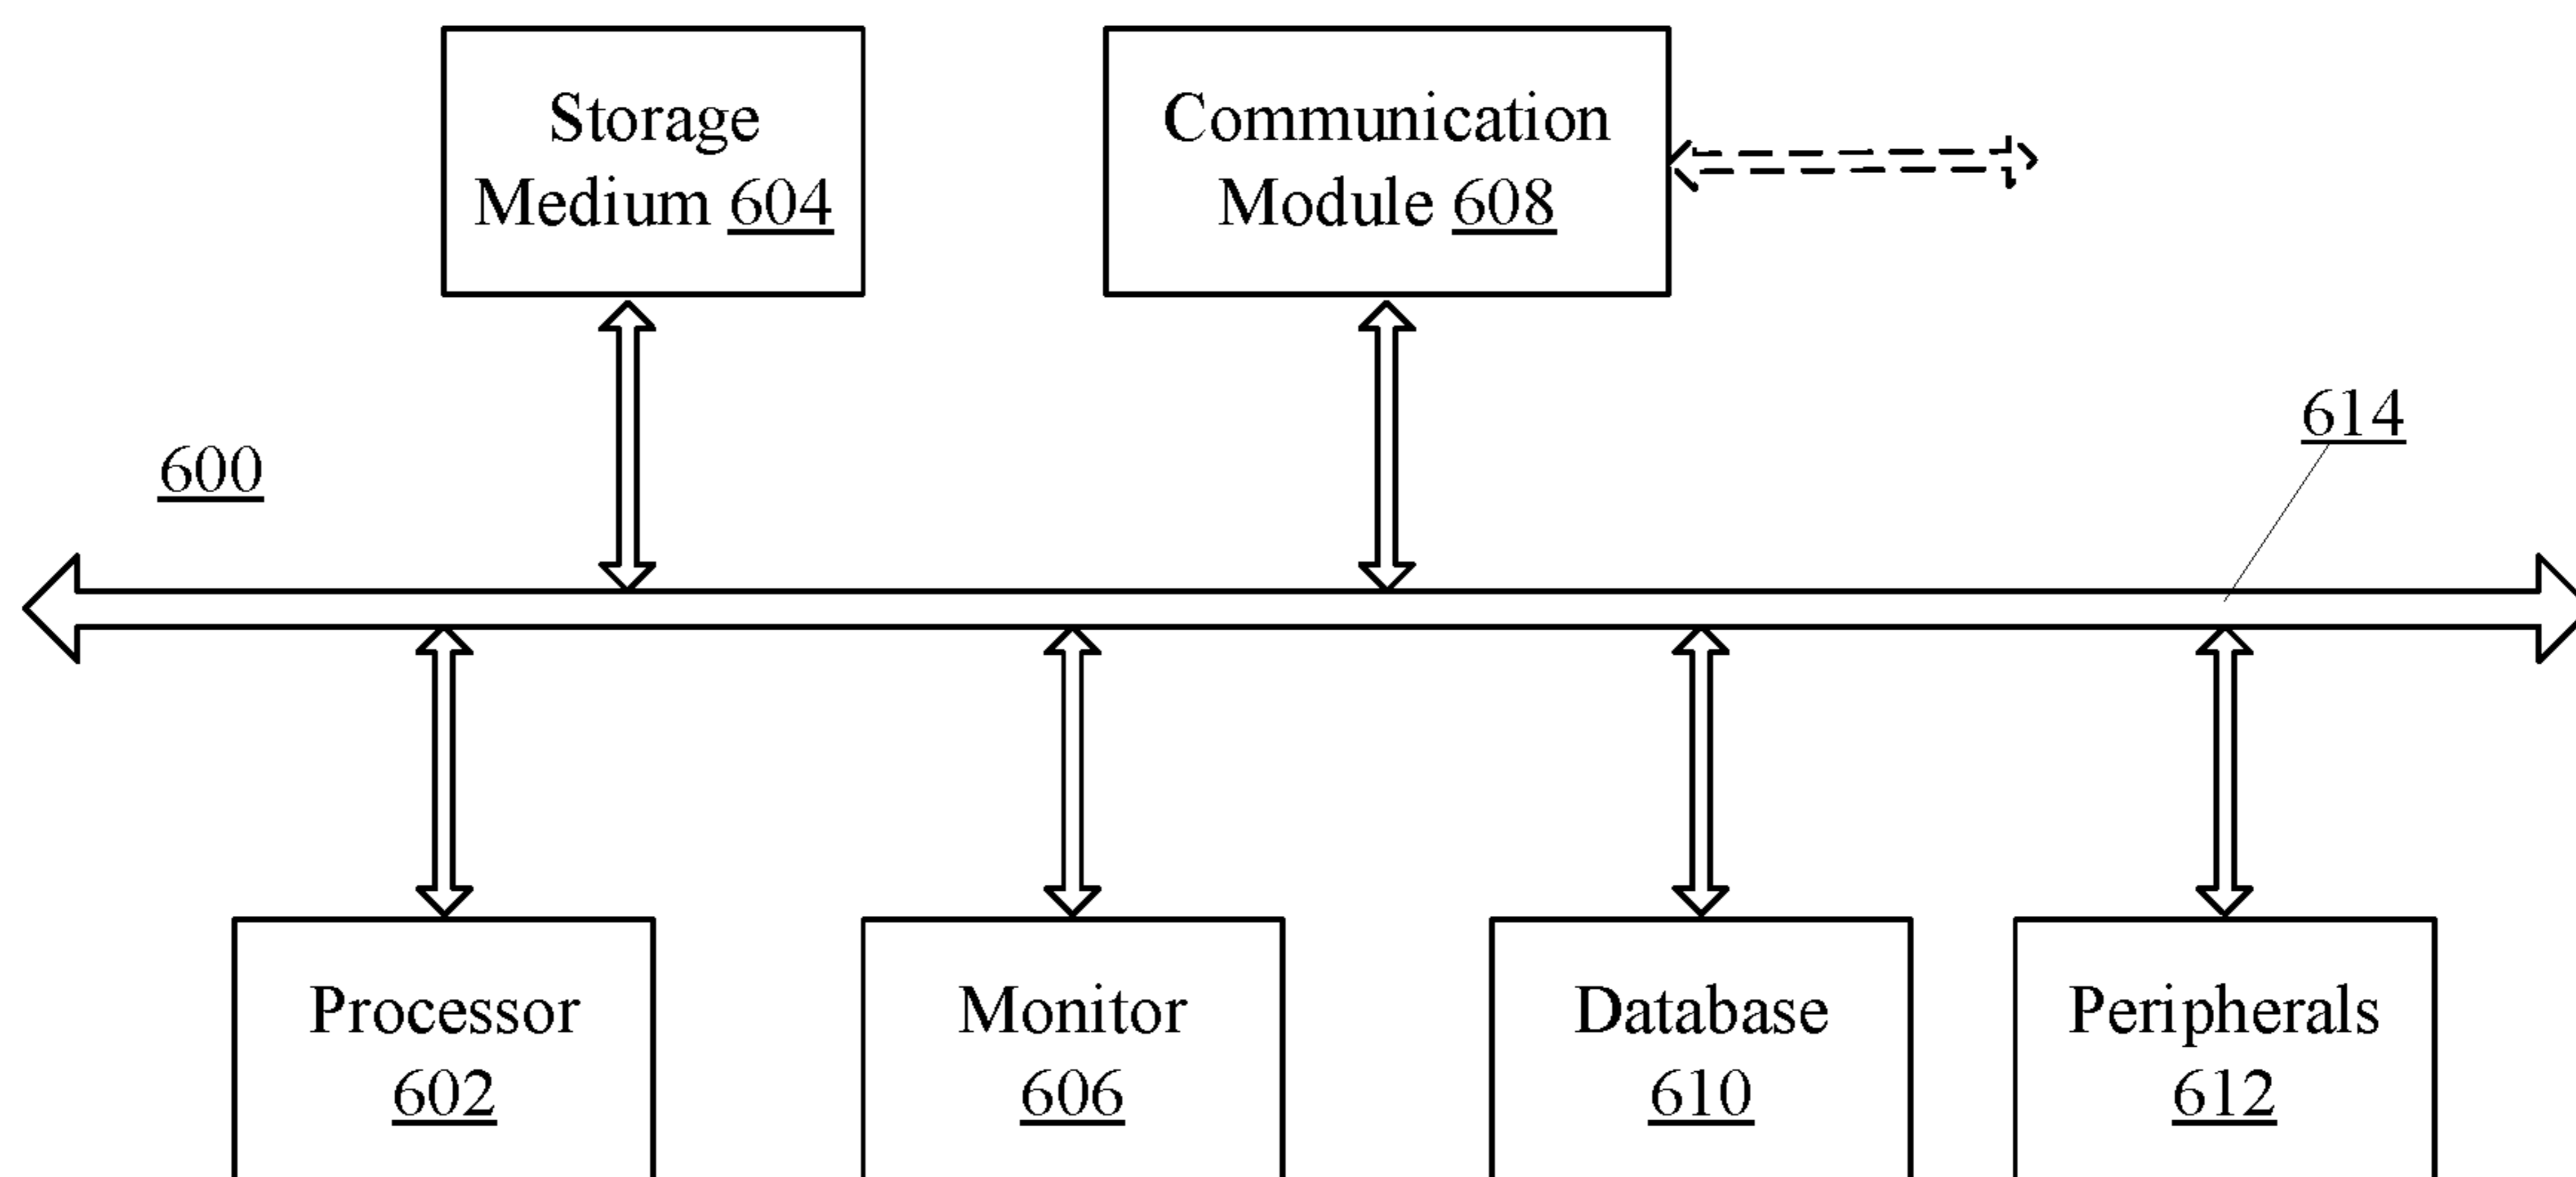 Storage
Medium 604
Communication
Module 608
614
600
Processor
602
Monitor
606
Database
610
Peripherals
612